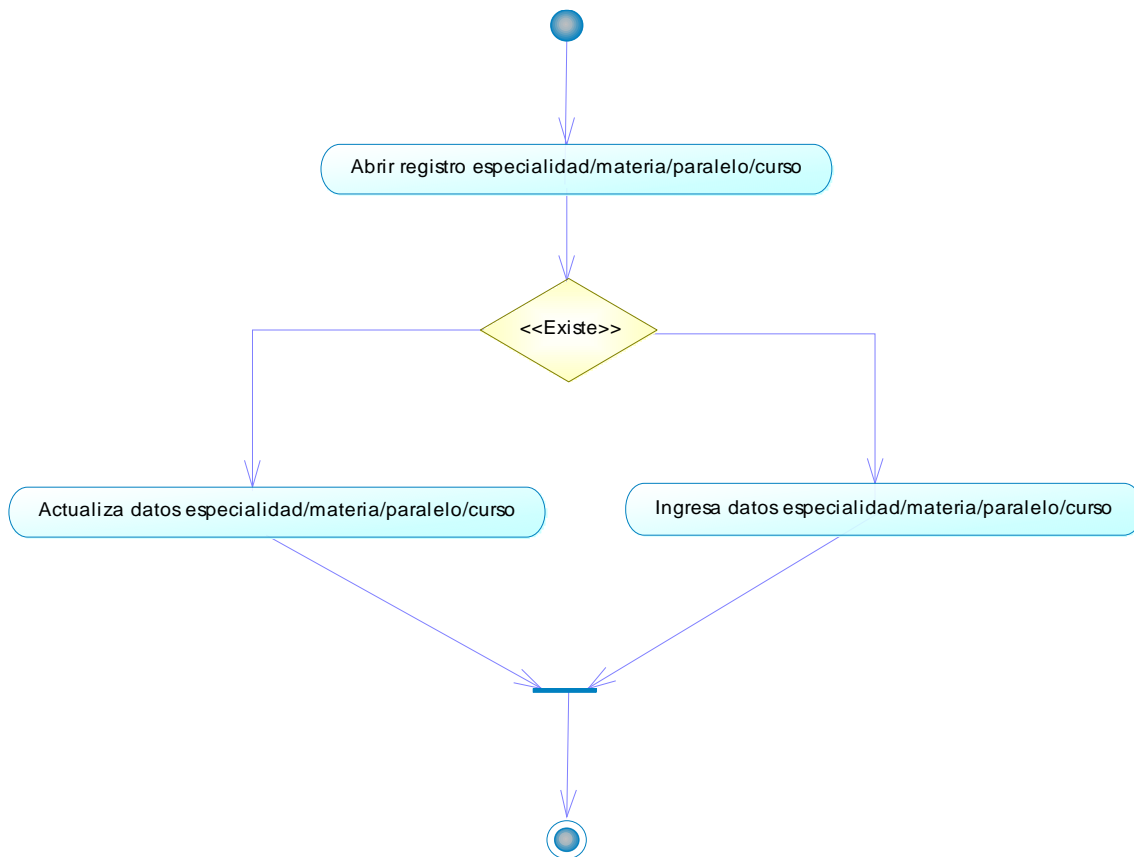 Abrir registro especialidad/materia/paralelo/curso
<<Existe>>
Actualiza datos especialidad/materia/paralelo/curso
Ingresa datos especialidad/materia/paralelo/curso